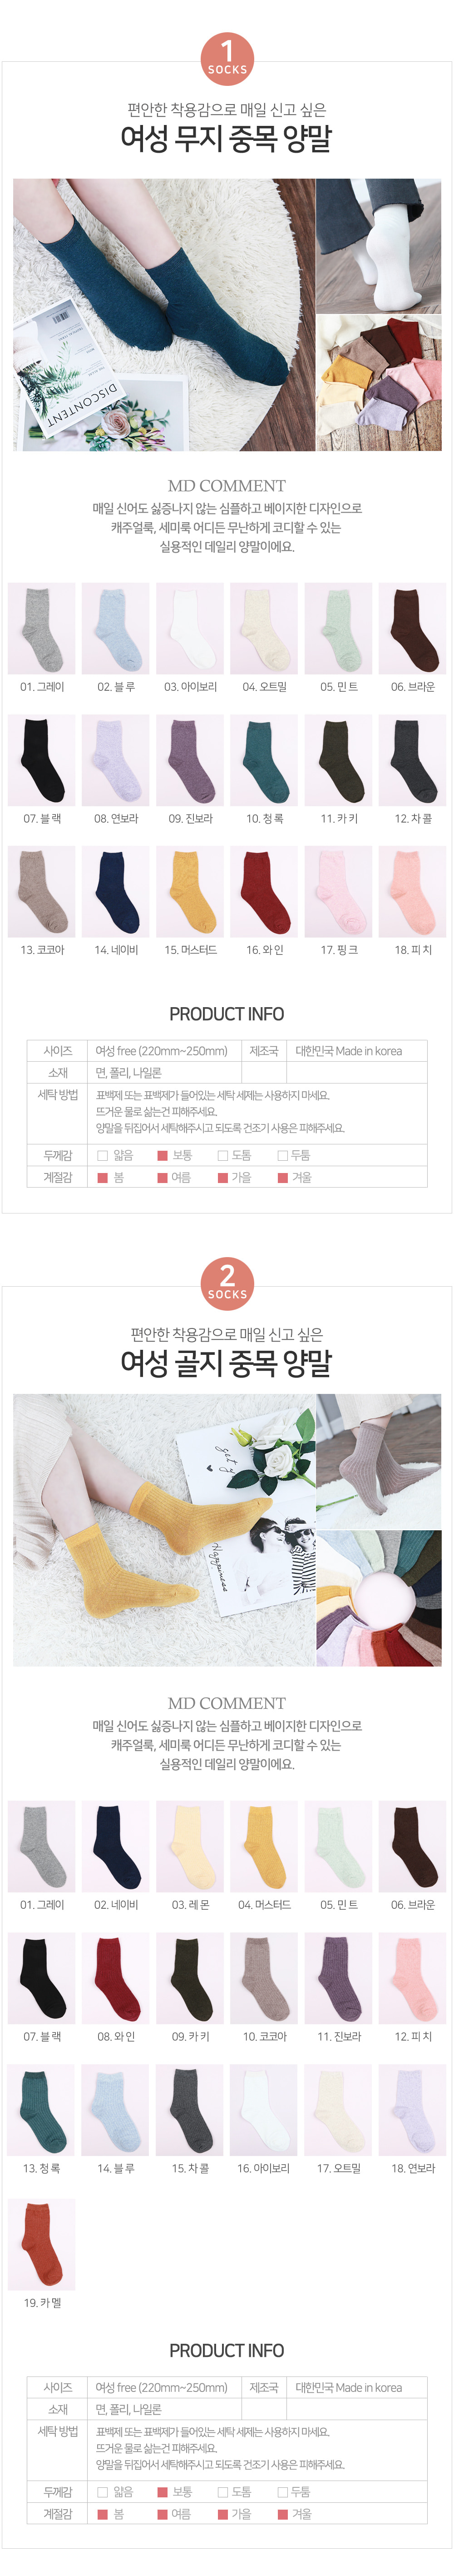 1
SOCKS
편안한 착용감으로 매일 신고 싶은
여성 무지 중목 양말
DISCONTENT
MD COMMENT
매일 신어도 싫증나지 않는 심플하고 베이지한 디자인으로
캐주얼룩, 세미룩 어디든 무난하게 코디할 수 있는
실용적인 데일리 양말이에요.
01. 그레이 02. 블 루 03. 아이보리 04. 오트밀 05. 민 트 06. 브라운
07. 블 랙 08. 연보라 09. 진보라 10. 청 록 11. 카 키 12. 차 콜
13. 코코아 14. 네이비 15. 머스터드 16. 와 인 17. 핑 크 18. 피 치
PRODUCT INFO
사이즈 여성 free (220mm~250mm) 제조국 대한민국 Made in korea
소재 면, 폴리, 나일론
세탁 방법 표백제 또는 표백제가 들어있는 세탁 세제는 사용하지 마세요.
뜨거운 물로 삶는건 피해주세요.
양말을 뒤집어서 세탁해주시고 되도록 건조기 사용은 피해주세요.
두께감 얇음 보통 도톰 두툼
계절감 봄 여름 가을 겨울
2
SOCKS
편안한 착용감으로 매일 신고 싶은
여성 골지 중목 양말
Happiness
MD COMMENT
매일 신어도 싫증나지 않는 심플하고 베이지한 디자인으로
캐주얼룩, 세미룩 어디든 무난하게 코디할 수 있는
실용적인 데일리 양말이에요.
01. 그레이 02. 네이비 03. 레 몬 04. 머스터드 05. 민 트 06. 브라운
07. 블 랙 08. 와 인 09. 카 키 10. 코코아 11. 진보라 12. 피 치
13. 청 록 14. 블 루 15. 차 콜 16. 아이보리 17. 오트밀 18. 연보라
19. 카 멜
PRODUCT INFO
사이즈 여성 free (220mm~250mm) 제조국 대한민국 Made in korea
소재 면, 폴리, 나일론
세탁 방법 표백제 또는 표백제가 들어있는 세탁 세제는 사용하지 마세요.
뜨거운 물로 삶는건 피해주세요.
양말을 뒤집어서 세탁해주시고 되도록 건조기 사용은 피해주세요.
두께감 얇음 보통 도톰 두툼
계절감 봄 여름 가을 겨울